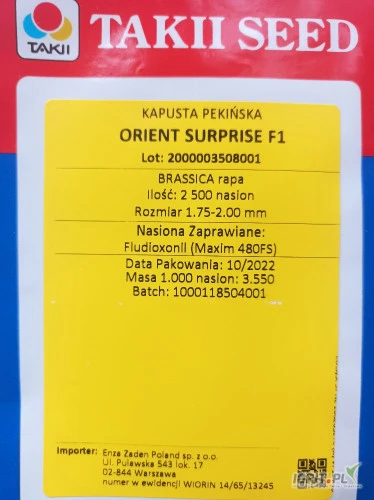 TAKII
TAKII SEED
KAPUSTA PEKIŃSKA
ORIENT SURPRISE F1
Lot: 2000003508001
BRASSICA rapa
Ilość: 2 500 nasion
Rozmiar 1.75-2.00 mm
Nasiona Zaprawiane:
Fludioxonil (Maxim 480FS)
Data Pakowania: 10/2022
Masa 1.000 nasion: 3.550
Batch: 1000118504001
Importer: Enza Zaden Poland sp. z o.o.
Ul. Puławska 543 lok. 17
02-844 Warszawa
numer w ewidencji WIORIN 14/65/13245